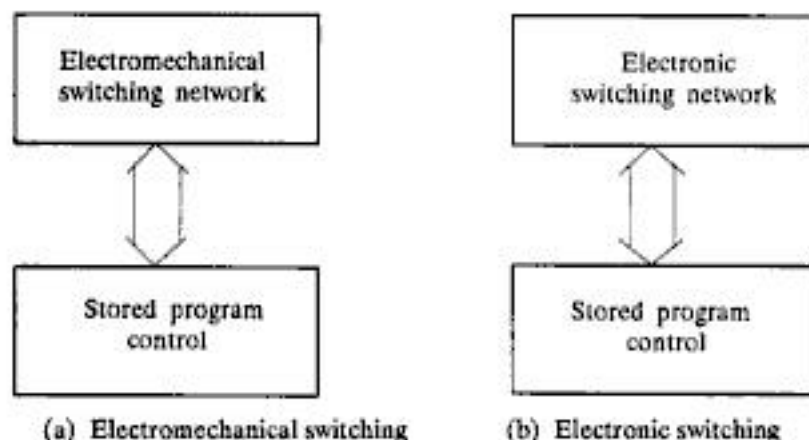 Electromechanical
switching network
Electronic
switching network
Stored program
control
Stored program
control
(a) Electromechanical switching
(b) Electronic switching